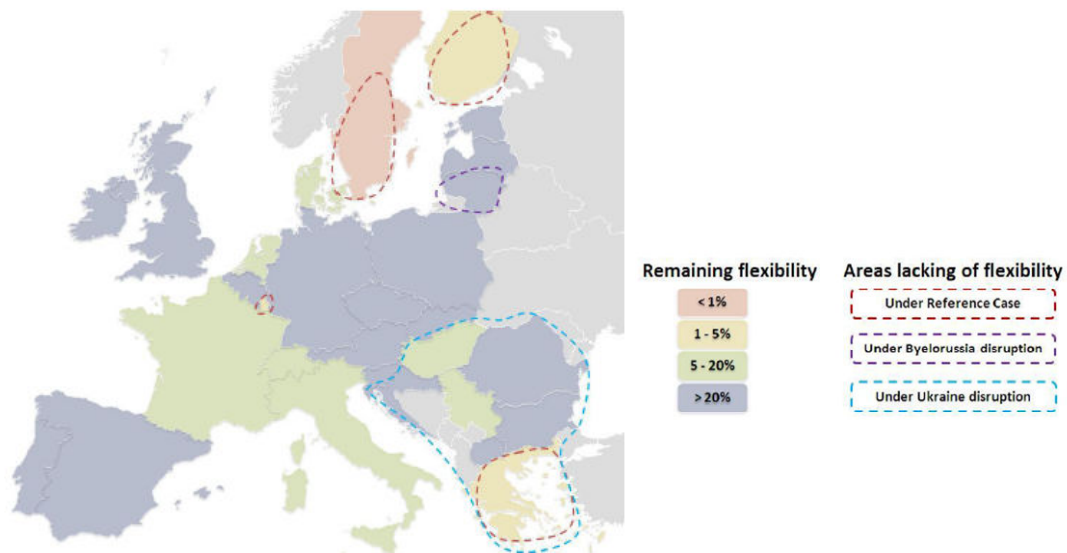 Remaining flexibility
< 1%
1 - 5%
5 - 20%
> 20%
Areas lacking of flexibility
Under Reference Case
Under Byelorussia disruption
Under Ukraine disruption